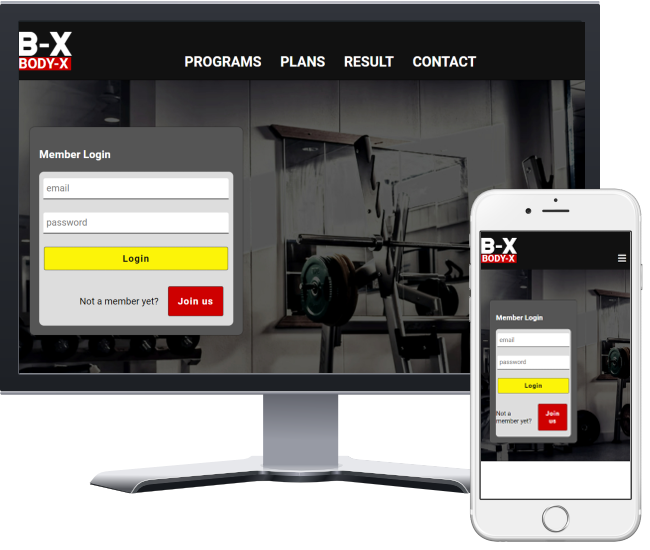 B-X
BODY-X
PROGRAMS PLANS RESULT CONTACT
Member Login
email
password
Login
Not a member yet? Join us
B-X
BODY-X
Member Login
email
password
Login
Not a
member yet?
Join
us